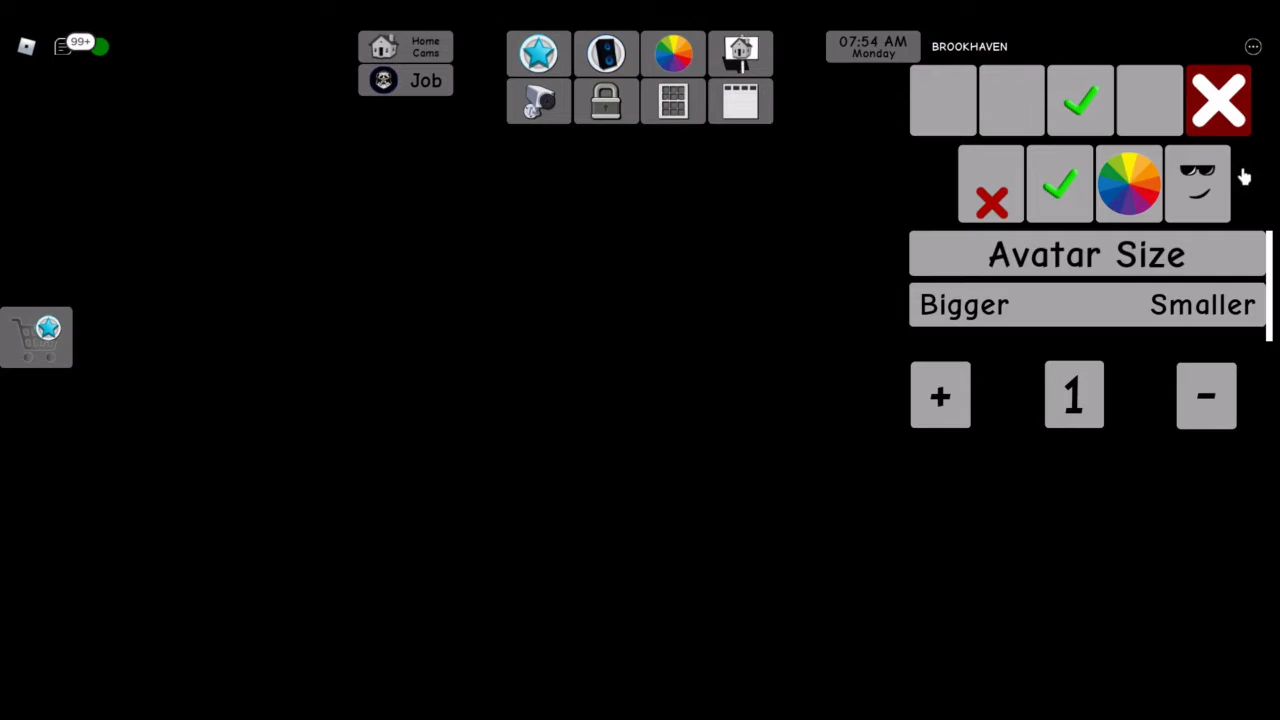 99+
Home
Cams
Job
07:54 AM
Monday
BROOKHAVEN
Avatar Size
Bigger Smaller
+ 1 -